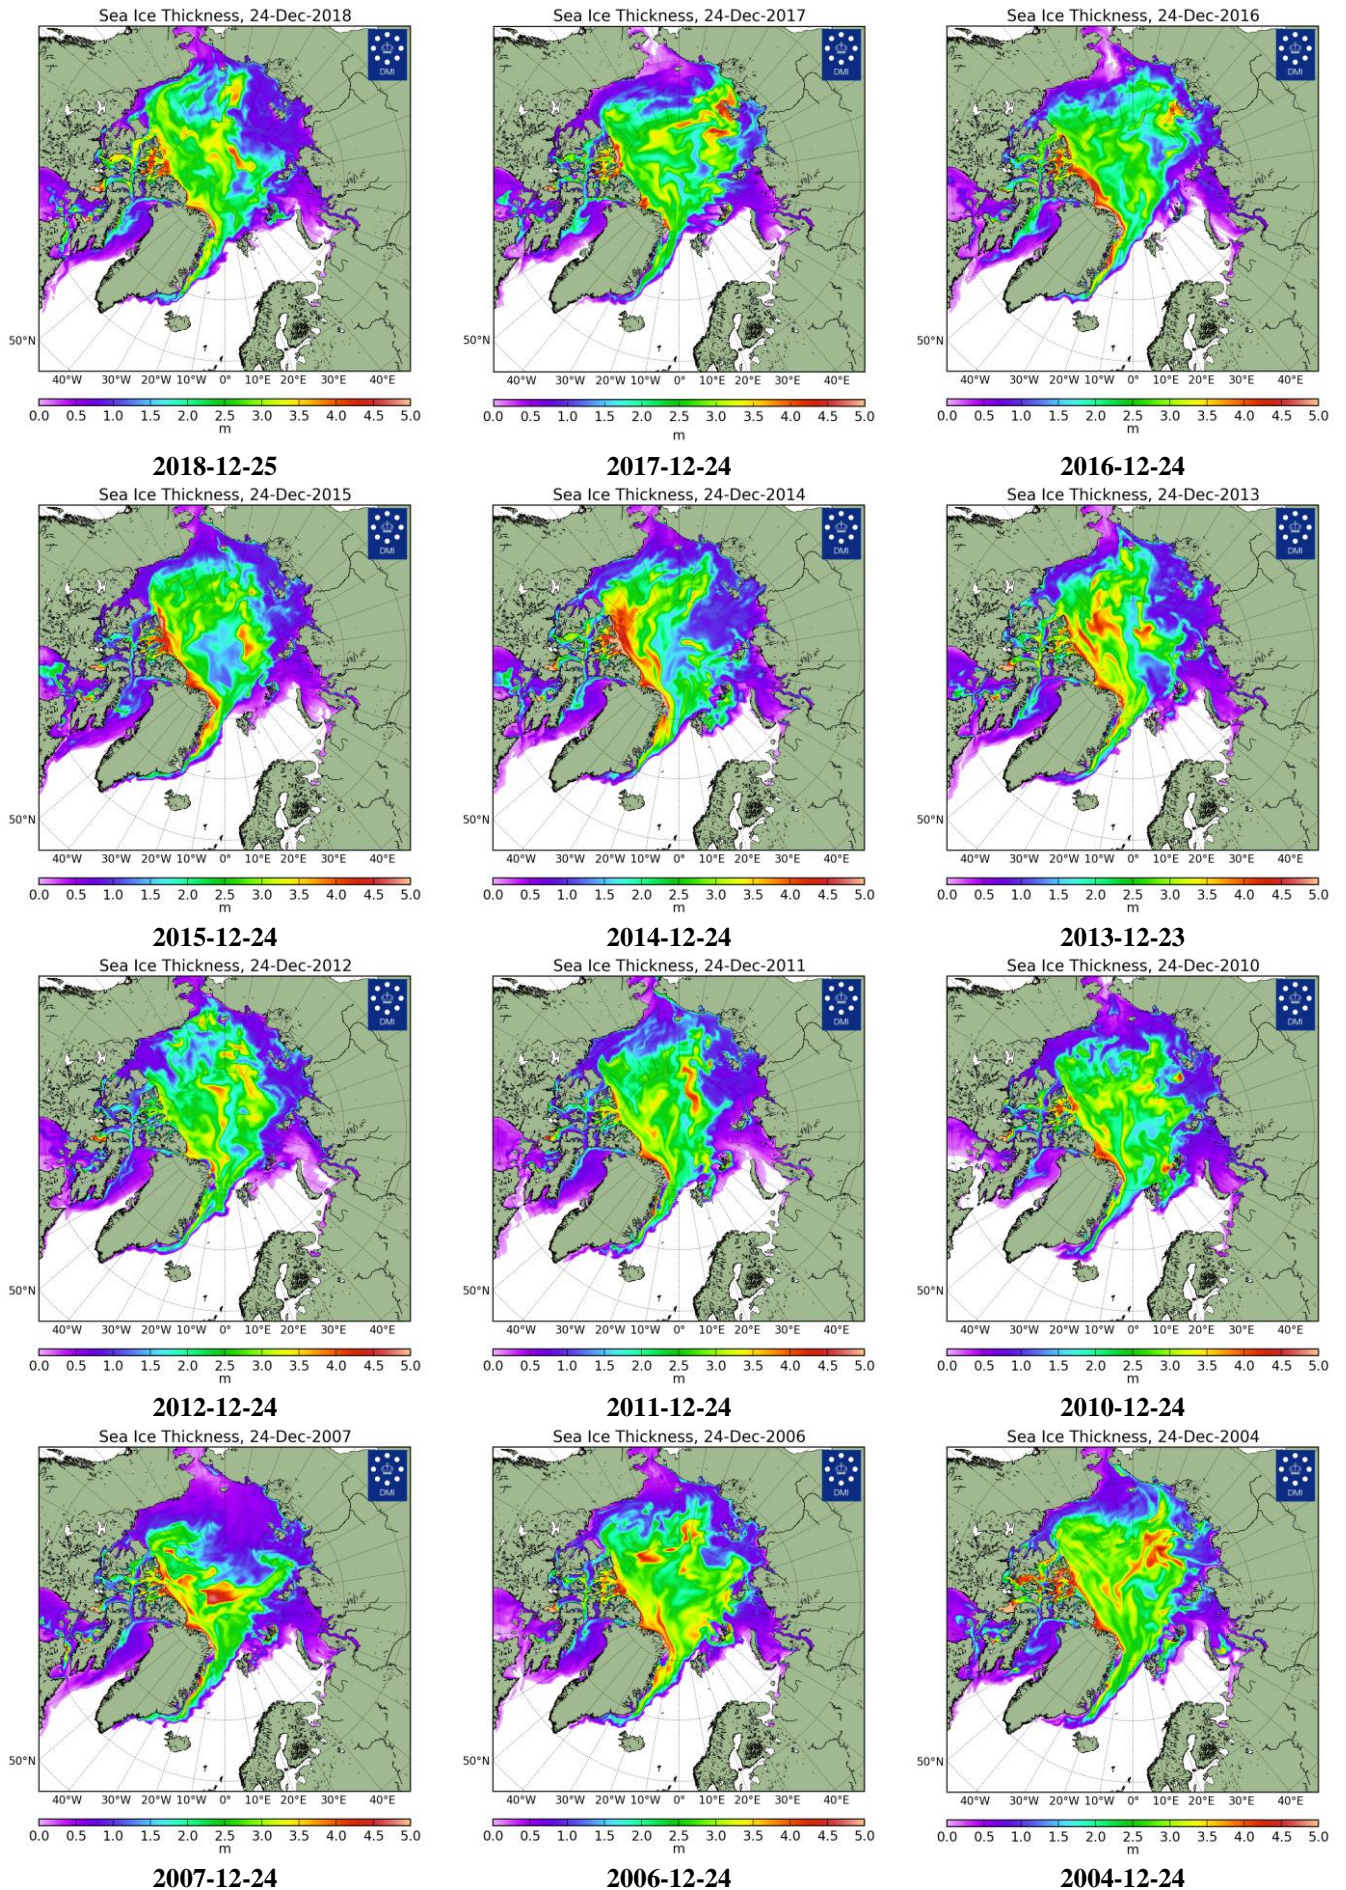 Sea Ice Thickness, 24-Dec-2018 Sea Ice Thickness, 24-Dec-2017 Sea Ice Thickness, 24-Dec-2016
DMI DMI DMI
50°N 50°N 50°N
40°W 30°W 20°W 10°W 0° 10°E 20°E 30°E 40°E 40°W 30°W 20°W 10°W 0° 10°E 20°E 30°E 40°E 40°W 30°W 20°W 10°W 0° 10°E 20°E 30°E 40°E
0.0 0.5 1.0 1.5 2.0 2.5 3.0 3.5 4.0 4.5 5.0 0.0 0.5 1.0 1.5 2.0 2.5 3.0 3.5 4.0 4.5 5.0 0.0 0.5 1.0 1.5 2.0 2.5 3.0 3.5 4.0 4.5 5.0
m m m
2018-12-25 2017-12-24 2016-12-24
Sea Ice Thickness, 24-Dec-2015 Sea Ice Thickness, 24-Dec-2014 Sea Ice Thickness, 24-Dec-2013
DMI DMI DMI
50°N 50°N 50°N
40°W 30°W 20°W 10°W 0° 10°E 20°E 30°E 40°E 40°W 30°W 20°W 10°W 0° 10°E 20°E 30°E 40°E 40°W 30°W 20°W 10°W 0° 10°E 20°E 30°E 40°E
0.0 0.5 1.0 1.5 2.0 2.5 3.0 3.5 4.0 4.5 5.0 0.0 0.5 1.0 1.5 2.0 2.5 3.0 3.5 4.0 4.5 5.0 0.0 0.5 1.0 1.5 2.0 2.5 3.0 3.5 4.0 4.5 5.0
m m m
2015-12-24 2014-12-24 2013-12-23
Sea Ice Thickness, 24-Dec-2012 Sea Ice Thickness, 24-Dec-2011 Sea Ice Thickness, 24-Dec-2010
DMI DMI DMI
50°N 50°N 50°N
40°W 30°W 20°W 10°W 0° 10°E 20°E 30°E 40°E 40°W 30°W 20°W 10°W 0° 10°E 20°E 30°E 40°E 40°W 30°W 20°W 10°W 0° 10°E 20°E 30°E 40°E
0.0 0.5 1.0 1.5 2.0 2.5 3.0 3.5 4.0 4.5 5.0 0.0 0.5 1.0 1.5 2.0 2.5 3.0 3.5 4.0 4.5 5.0 0.0 0.5 1.0 1.5 2.0 2.5 3.0 3.5 4.0 4.5 5.0
m m m
2012-12-24 2011-12-24 2010-12-24
Sea Ice Thickness, 24-Dec-2007 Sea Ice Thickness, 24-Dec-2006 Sea Ice Thickness, 24-Dec-2004
DMI DMI DMI
50°N 50°N 50°N
40°W 30°W 20°W 10°W 0° 10°E 20°E 30°E 40°E 40°W 30°W 20°W 10°W 0° 10°E 20°E 30°E 40°E 40°W 30°W 20°W 10°W 0° 10°E 20°E 30°E 40°E
0.0 0.5 1.0 1.5 2.0 2.5 3.0 3.5 4.0 4.5 5.0 0.0 0.5 1.0 1.5 2.0 2.5 3.0 3.5 4.0 4.5 5.0 0.0 0.5 1.0 1.5 2.0 2.5 3.0 3.5 4.0 4.5 5.0
m m m
2007-12-24 2006-12-24 2004-12-24